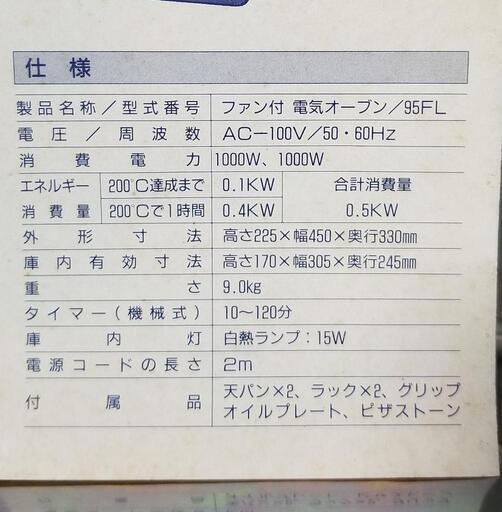 仕様
製品名称/型式番号 ファン付 電気オーブン/95FL
電圧/周波数 AC-100V/50・60Hz
消費電力 1000W、1000W
エネルギー 200℃達成まで 0.1KW 合計消費量
消費量 200℃で1時間 0.4KW 0.5KW
外形寸法 高さ225×幅450×奥行330mm
庫内有効寸法 高さ170×幅305×奥行245mm
重さ 9.0kg
タイマー(機械式) 10~120分
庫内灯 白熱ランプ:15W
電源コードの長さ 2m
付属品 天パン×2、ラック×2、グリップ
オイルプレート、ピザストーン